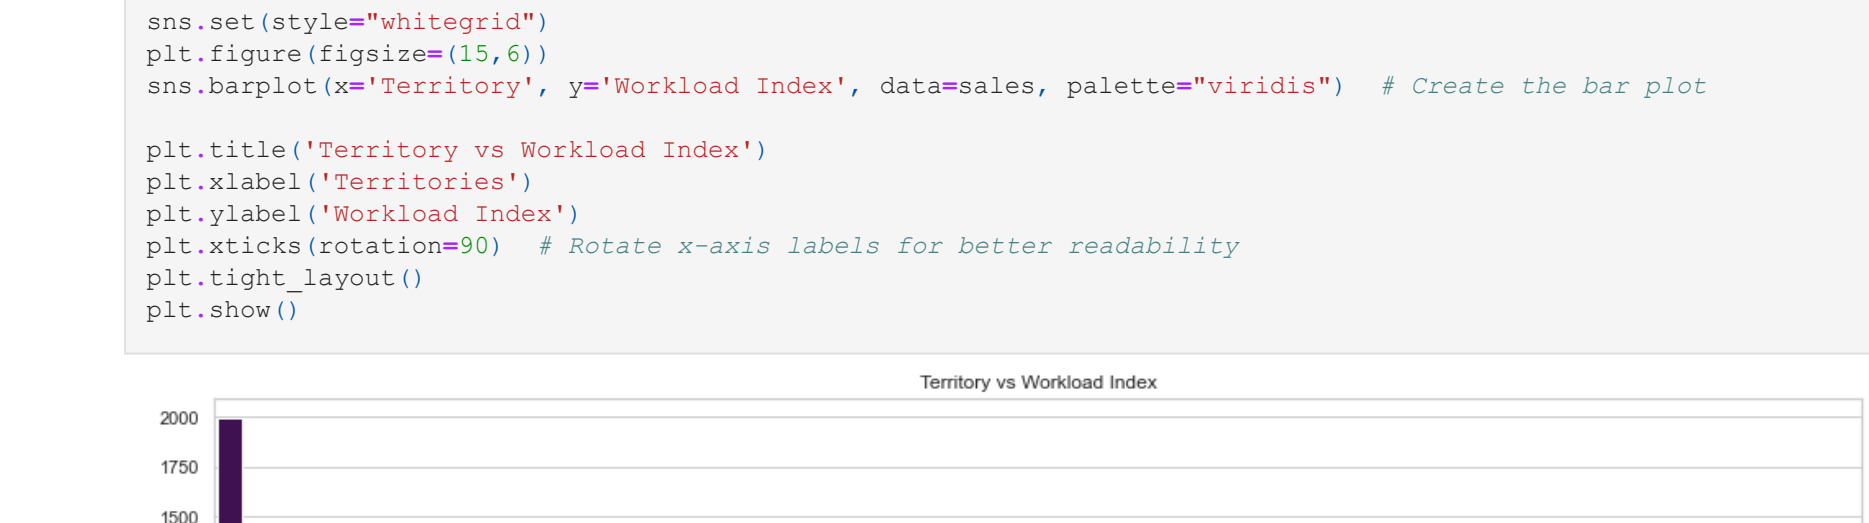 sns.set(style="whitegrid")
plt.figure(figsize=(15,6))
sns.barplot(x='Territory', y='Workload Index', data=sales, palette="viridis")  # Create the bar plot
plt.title('Territory vs Workload Index')
plt.xlabel('Territories')
plt.ylabel('Workload Index')
plt.xticks(rotation=90)  # Rotate x-axis labels for better readability
plt.tight_layout()
plt.show()
Territory vs Workload Index
2000
1750
1500